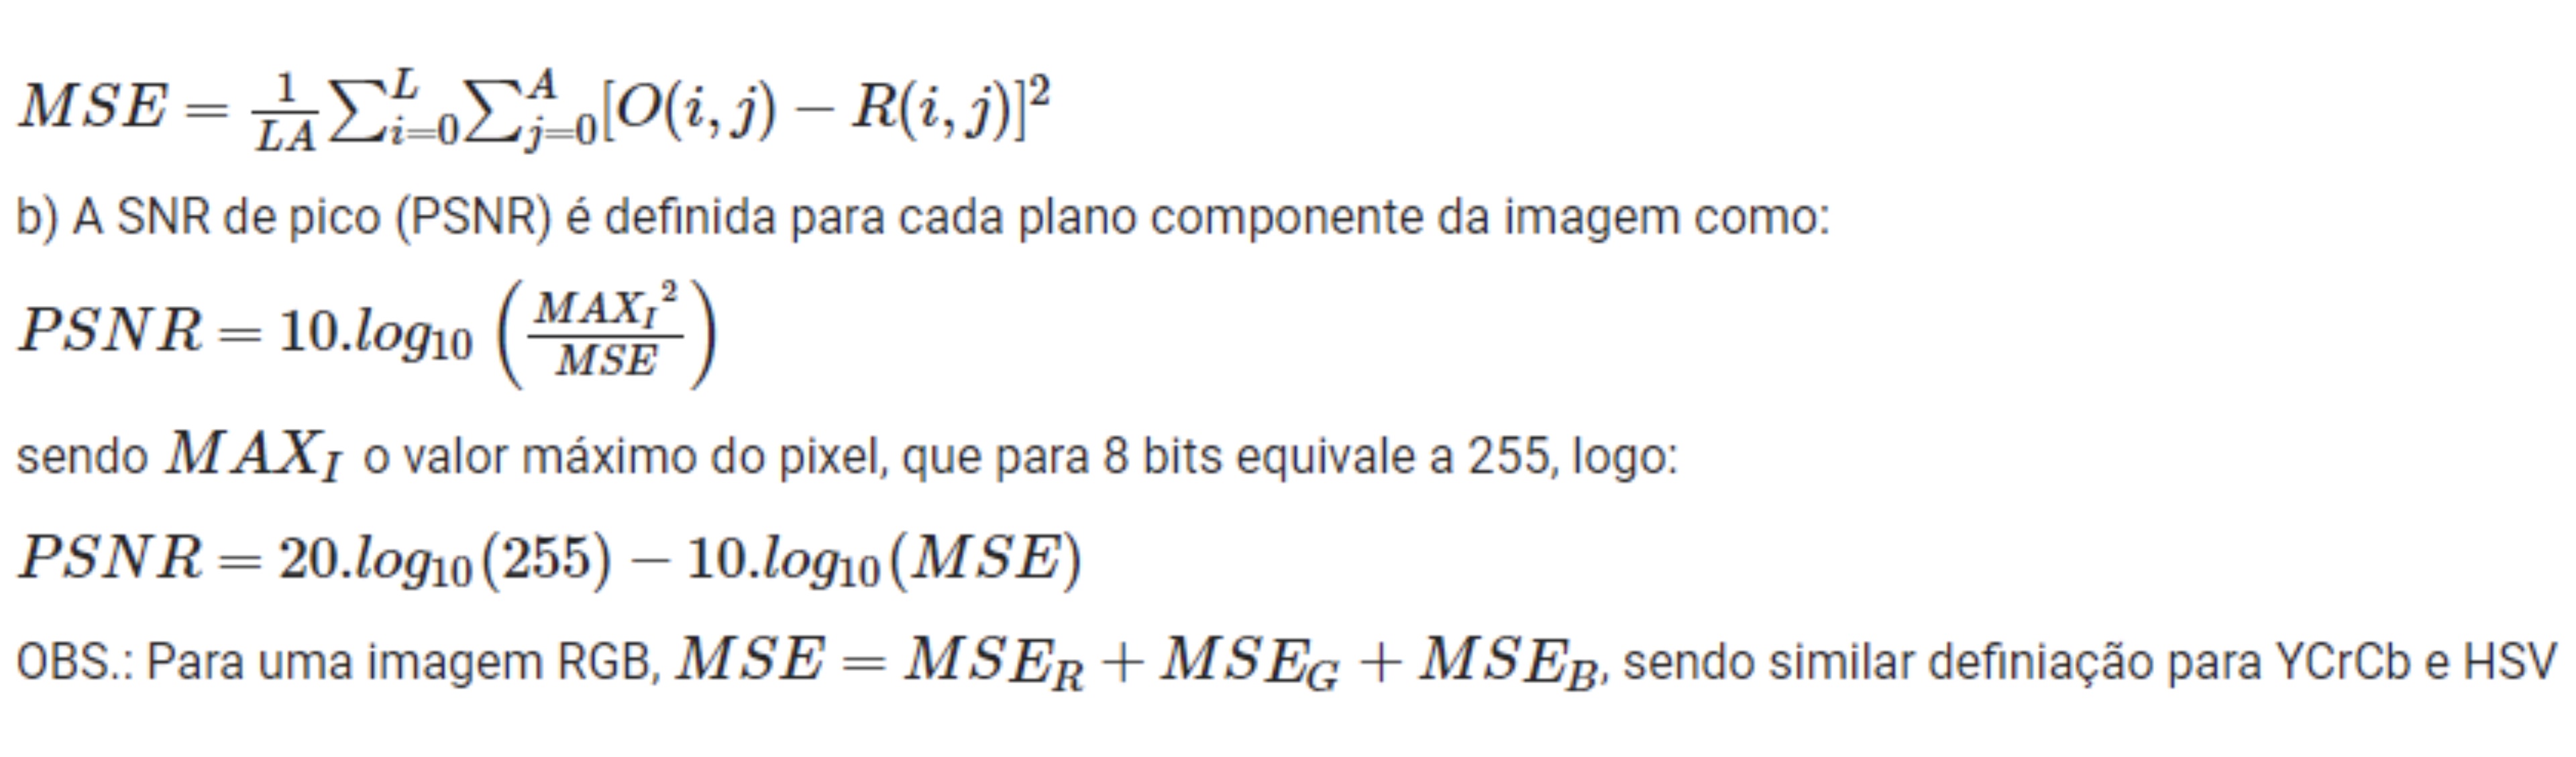 MSE = \frac{1}{LA} \sum_{i=0}^{L} \sum_{j=0}^{A} [O(i, j) − R(i, j)]^2
b) A SNR de pico (PSNR) é definida para cada plano componente da imagem como:
PSNR = 10.log_{10} \left( \frac{{MAX_I}^2}{MSE} \right)
sendo MAX_I o valor máximo do pixel, que para 8 bits equivale a 255, logo:
PSNR = 20.log_{10}(255) − 10.log_{10}(MSE)
OBS.: Para uma imagem RGB, MSE = MSE_R + MSE_G + MSE_B, sendo similar definiação para YCrCb e HSV